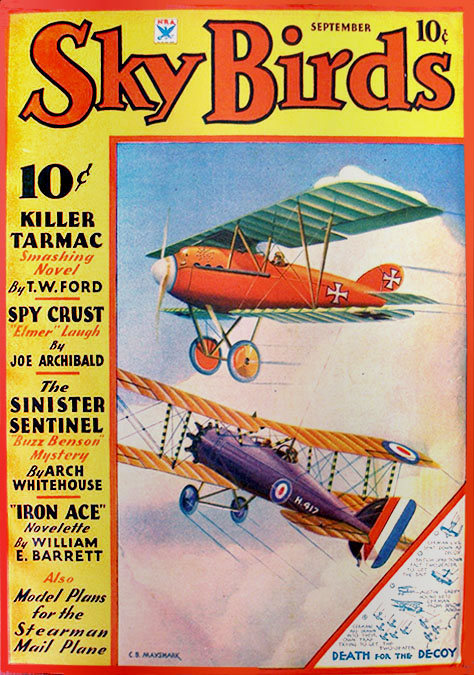 NRA
SEPTEMBER
10¢
Sky Birds
10¢
KILLER
TARMAC
Smashing
Novel
By T.W. FORD
SPY CRUST
"Elmer" Laugh
By
JOE ARCHIBALD
The
SINISTER
SENTINEL
"Buzz Benson"
Mystery
By ARCH
WHITEHOUSE
"IRON ACE"
Novelette
By WILLIAM
E. BARRETT
Also
Model Plans
for the
Stearman
Mail Plane
H.417
C.B. MAYSHARK
DEATH FOR THE DECOY